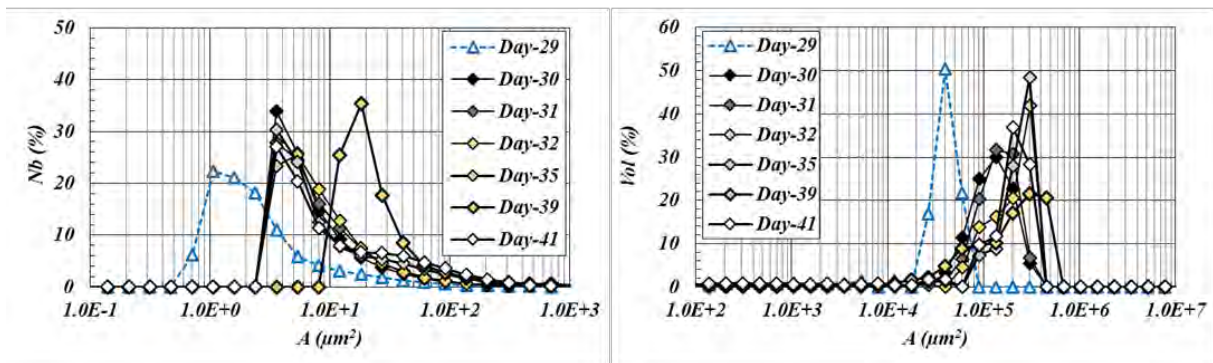 50
40
30
20
10
0
Nb (%)
1.0E-1 1.0E+0 1.0E+1 1.0E+2 1.0E+3
A (µm²)
Day-29
Day-30
Day-31
Day-32
Day-35
Day-39
Day-41
60
50
40
30
20
10
0
Vol (%)
1.0E+2 1.0E+3 1.0E+4 1.0E+5 1.0E+6 1.0E+7
A (µm²)
Day-29
Day-30
Day-31
Day-32
Day-35
Day-39
Day-41